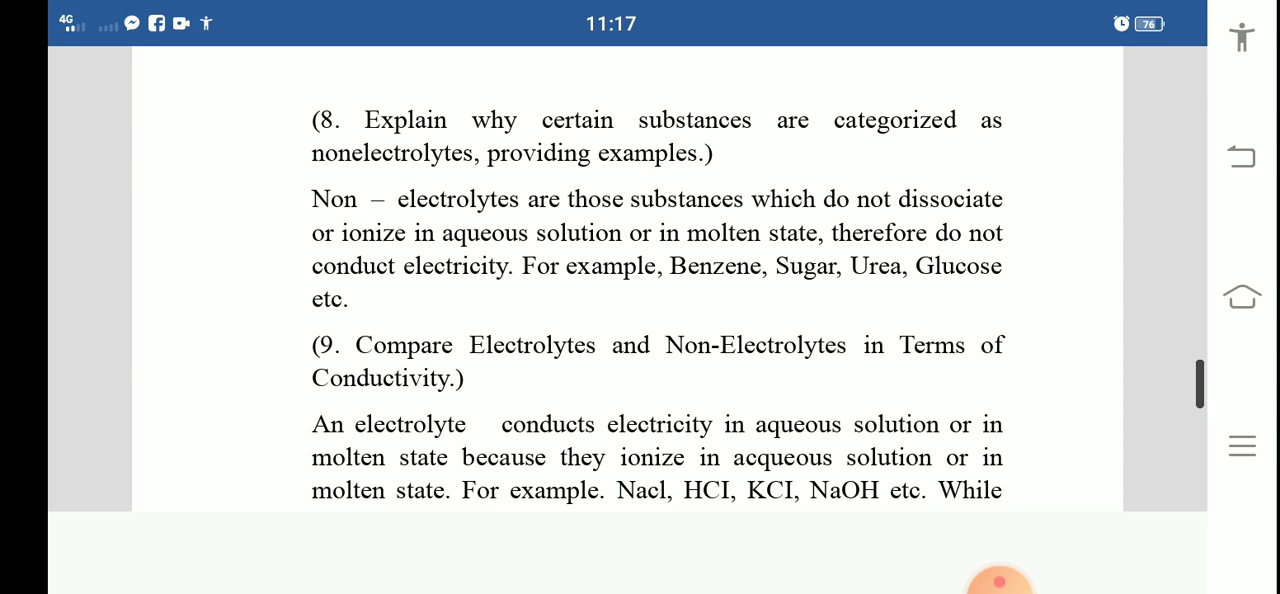 4G
11:17
76
(8. Explain why certain substances are categorized as
nonelectrolytes, providing examples.)
Non – electrolytes are those substances which do not dissociate
or ionize in aqueous solution or in molten state, therefore do not
conduct electricity. For example, Benzene, Sugar, Urea, Glucose
etc.
(9. Compare Electrolytes and Non-Electrolytes in Terms of
Conductivity.)
An electrolyte conducts electricity in aqueous solution or in
molten state because they ionize in acqueous solution or in
molten state. For example. Nacl, HCI, KCI, NaOH etc. While